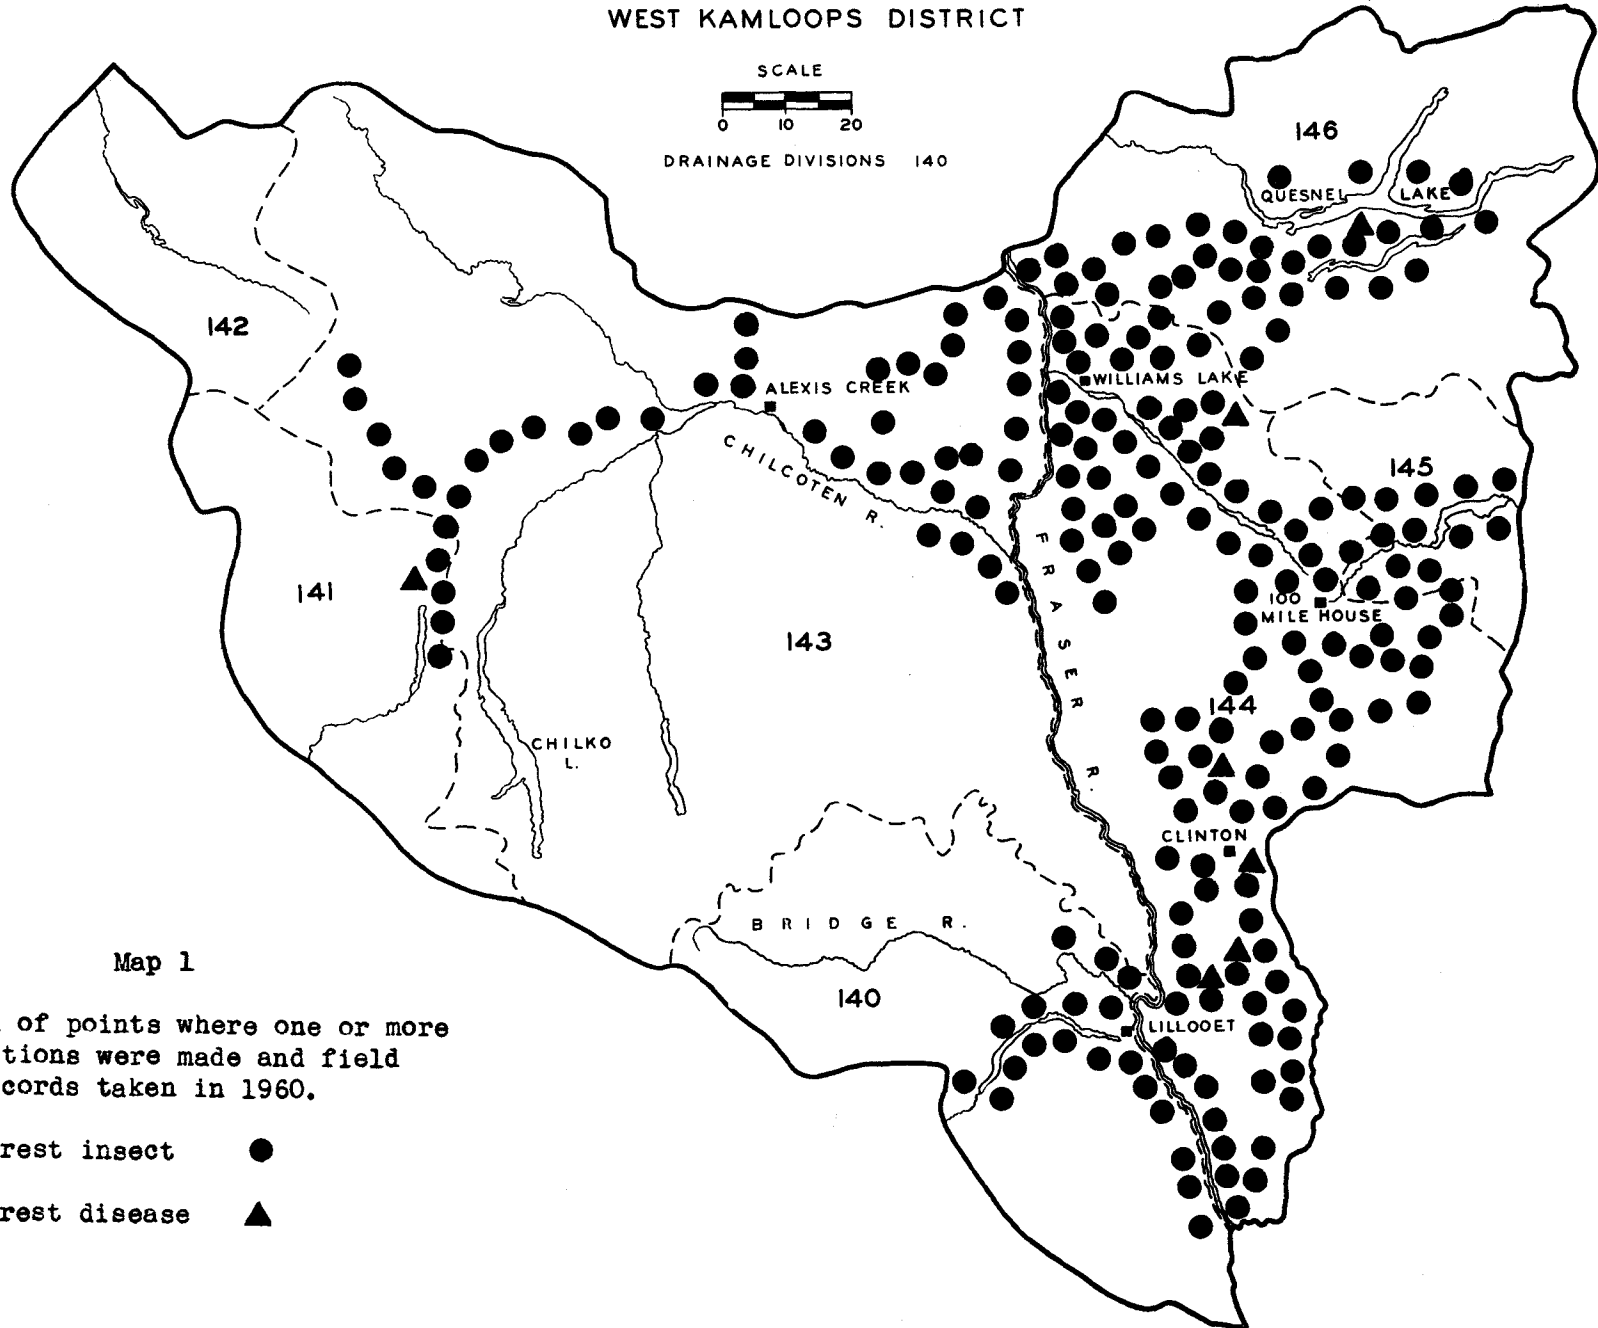 WEST KAMLOOPS DISTRICT
SCALE
0 10 20
DRAINAGE DIVISIONS 140
146
QUESNEL LAKE
142
WILLIAMS LAKE
ALEXIS CREEK
CHILCOTEN R.
145
FRASER R.
141
100
MILE HOUSE
143
144
CHILKO
L.
CLINTON
BRIDGE R.
Map 1
140
of points where one or more
LILLOOET
tions were made and field
cords taken in 1960.
rest insect
rest disease